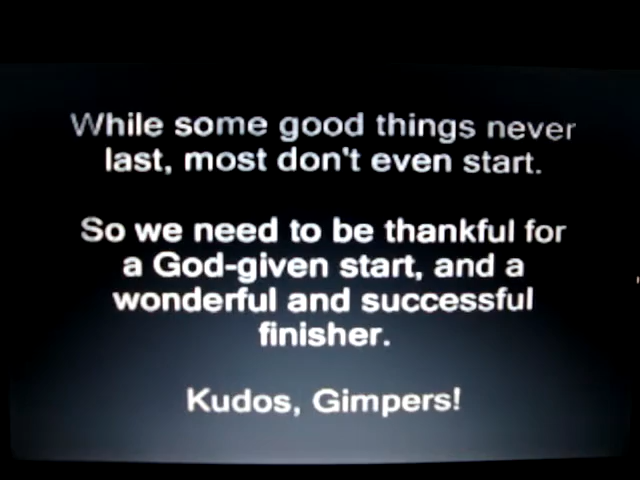 While some good things never
last, most don't even start.
So we need to be thankful for
a God-given start, and a
wonderful and successful
finisher.
Kudos, Gimpers!